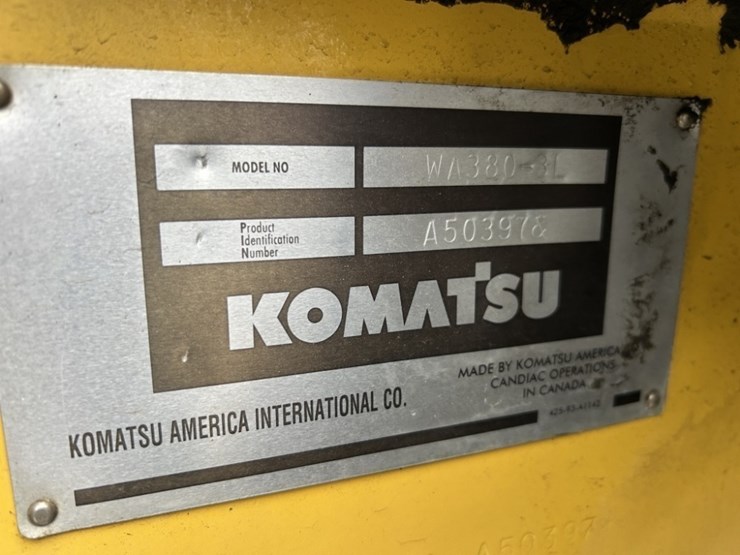 MODEL NO WA380-3L
Product
Identification
Number
KOMATSU
MADE BY KOMATSU AMERICA
CANDIAC OPERATIONS
IN CANADA
KOMATSU AMERICA INTERNATIONAL CO.